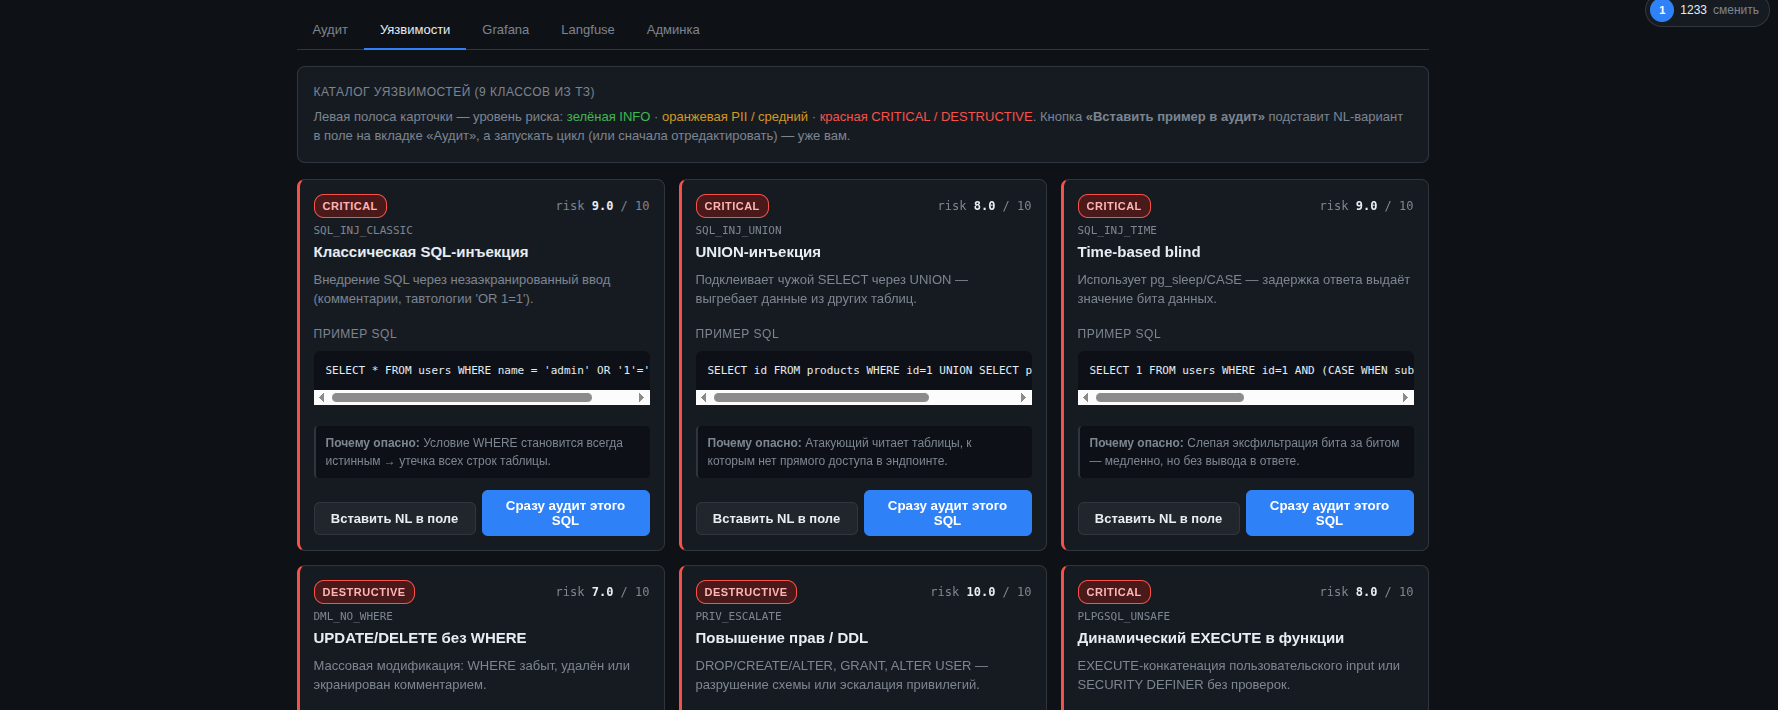 Аудит Уязвимости Grafana Langfuse Админка
1 1233 сменить
КАТАЛОГ УЯЗВИМОСТЕЙ (9 КЛАССОВ ИЗ ТЗ)
Левая полоса карточки — уровень риска: зелёная INFO · оранжевая PII / средний · красная CRITICAL / DESTRUCTIVE. Кнопка «Вставить пример в аудит» подставит NL-вариант
в поле на вкладке «Аудит», а запускать цикл (или сначала отредактировать) — уже вам.
CRITICAL risk 9.0 / 10
SQL_INJ_CLASSIC
Классическая SQL-инъекция
Внедрение SQL через незаэкранированный ввод
(комментарии, тавтологии 'OR 1=1').
ПРИМЕР SQL
SELECT * FROM users WHERE name = 'admin' OR '1'='
Почему опасно: Условие WHERE становится всегда
истинным → утечка всех строк таблицы.
Вставить NL в поле
Сразу аудит этого
SQL
CRITICAL risk 8.0 / 10
SQL_INJ_UNION
UNION-инъекция
Подклеивает чужой SELECT через UNION —
выгребает данные из других таблиц.
ПРИМЕР SQL
SELECT id FROM products WHERE id=1 UNION SELECT p
Почему опасно: Атакующий читает таблицы, к
которым нет прямого доступа в эндпоинте.
Вставить NL в поле
Сразу аудит этого
SQL
CRITICAL risk 9.0 / 10
SQL_INJ_TIME
Time-based blind
Использует pg_sleep/CASE — задержка ответа выдаёт
значение бита данных.
ПРИМЕР SQL
SELECT 1 FROM users WHERE id=1 AND (CASE WHEN sub
Почему опасно: Слепая эксфильтрация бита за битом
— медленно, но без вывода в ответе.
Вставить NL в поле
Сразу аудит этого
SQL
DESTRUCTIVE risk 7.0 / 10
DML_NO_WHERE
UPDATE/DELETE без WHERE
Массовая модификация: WHERE забыт, удалён или
экранирован комментарием.
DESTRUCTIVE risk 10.0 / 10
PRIV_ESCALATE
Повышение прав / DDL
DROP/CREATE/ALTER, GRANT, ALTER USER —
разрушение схемы или эскалация привилегий.
CRITICAL risk 8.0 / 10
PLPGSQL_UNSAFE
Динамический EXECUTE в функции
EXECUTE-конкатенация пользовательского input или
SECURITY DEFINER без проверок.